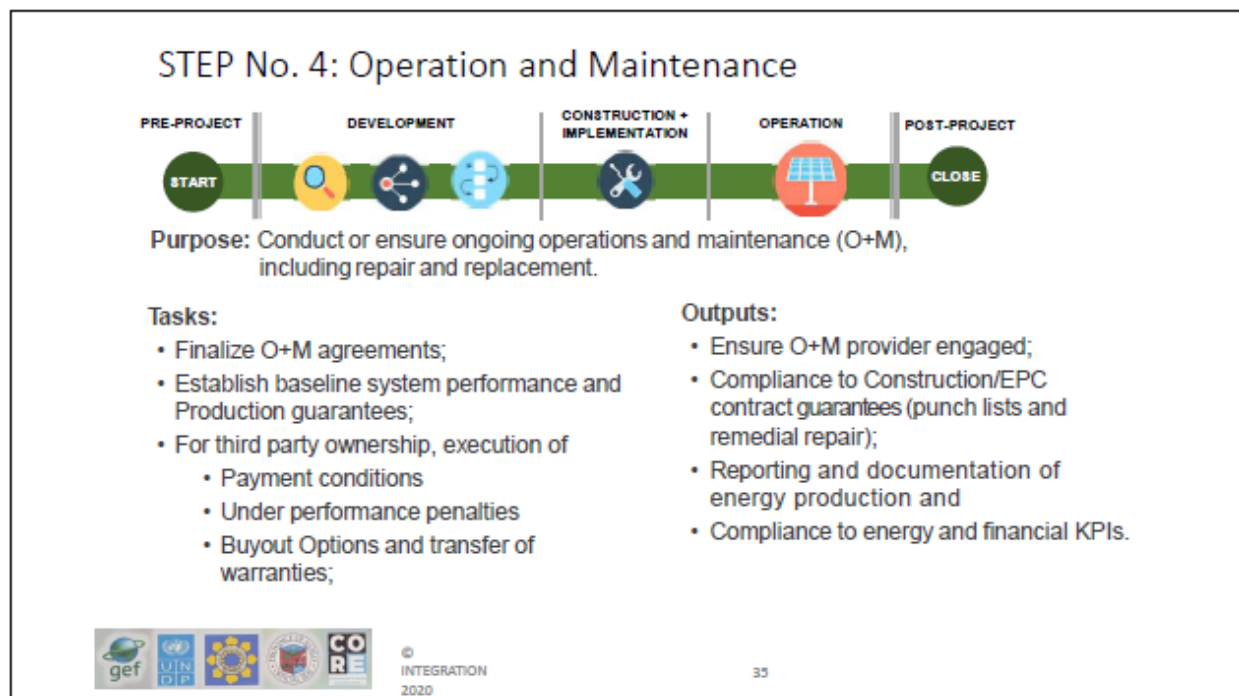 STEP No. 4: Operation and Maintenance
PRE-PROJECT
DEVELOPMENT
CONSTRUCTION +
IMPLEMENTATION
OPERATION
POST-PROJECT
START
CLOSE
Purpose: Conduct or ensure ongoing operations and maintenance (O+M),
including repair and replacement.
Tasks:
• Finalize O+M agreements;
• Establish baseline system performance and
Production guarantees;
• For third party ownership, execution of
• Payment conditions
• Under performance penalties
• Buyout Options and transfer of
warranties;
Outputs:
• Ensure O+M provider engaged;
• Compliance to Construction/EPC
contract guarantees (punch lists and
remedial repair);
• Reporting and documentation of
energy production and
• Compliance to energy and financial KPIs.
gef
UN
DP
CO
RE
©
INTEGRATION
2020
35